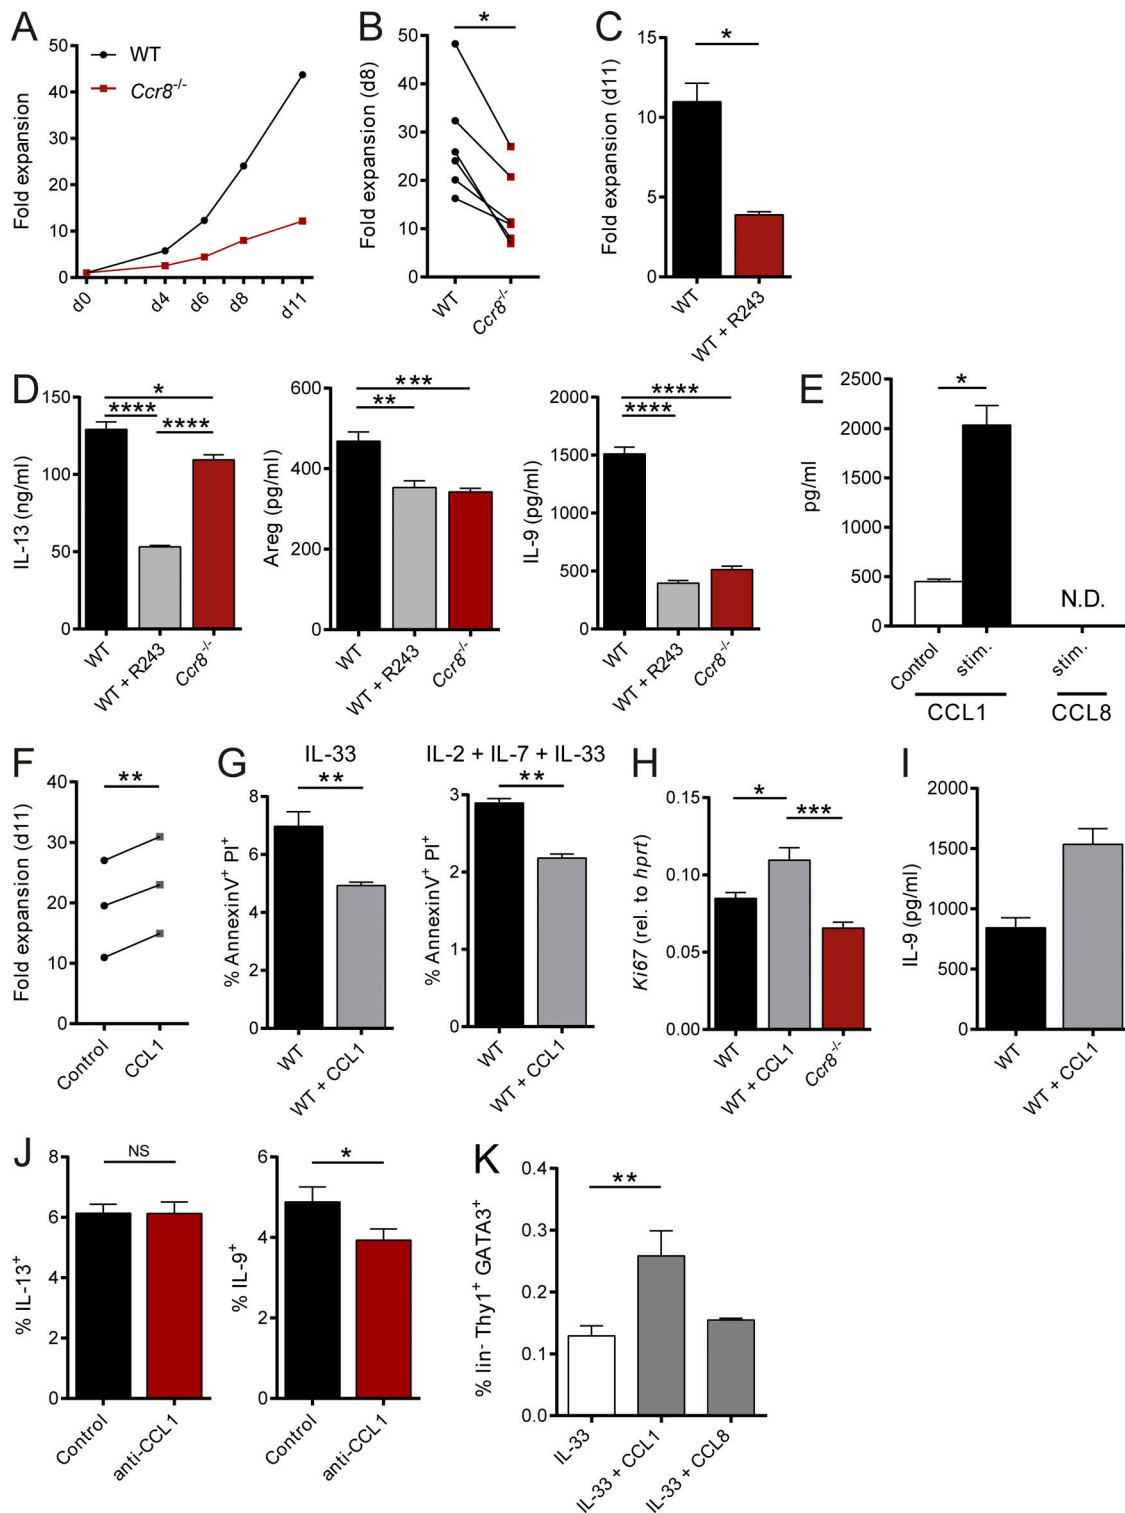 A
Fold expansion
50
40
30
20
10
0
WT
Ccr8-/-
d0
d4
d6
d8
d11
B
*
Fold expansion (d8)
50
40
30
20
10
0
WT
Ccr8-/-
C
*
Fold expansion (d11)
15
10
5
0
WT
WT + R243
D
IL-13 (ng/ml)
150
100
50
0
*
****
****
WT
WT + R243
Ccr8-/-
Areg (pg/ml)
600
400
200
0
***
**
WT
WT + R243
Ccr8-/-
IL-9 (pg/ml)
2000
1500
1000
500
0
****
****
WT
WT + R243
Ccr8-/-
E
pg/ml
2500
2000
1500
1000
500
0
*
N.D.
Control
stim.
stim.
CCL1
CCL8
F
Fold expansion (d11)
40
30
20
10
0
**
Control
CCL1
G
IL-33
% AnnexinV+ PI+
8
6
4
2
0
**
WT
WT + CCL1
IL-2 + IL-7 + IL-33
% AnnexinV+ PI+
3
2
1
0
**
WT
WT + CCL1
H
Ki67 (rel. to hprt)
0.15
0.10
0.05
0.00
*
***
WT
WT + CCL1
Ccr8-/-
I
IL-9 (pg/ml)
2000
1500
1000
500
0
WT
WT + CCL1
J
% IL-13+
8
6
4
2
0
NS
Control
anti-CCL1
% IL-9+
6
4
2
0
*
Control
anti-CCL1
K
% lin- Thy1+ GATA3+
0.4
0.3
0.2
0.1
0.0
**
IL-33
IL-33 + CCL1
IL-33 + CCL8